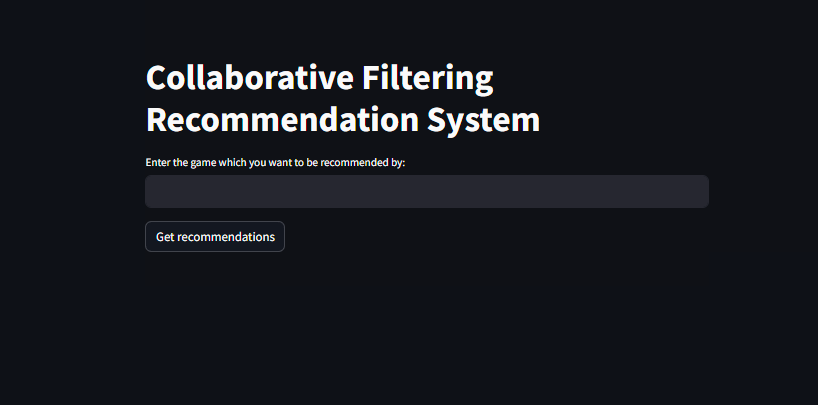 Collaborative Filtering
Recommendation System
Enter the game which you want to be recommended by:
Get recommendations